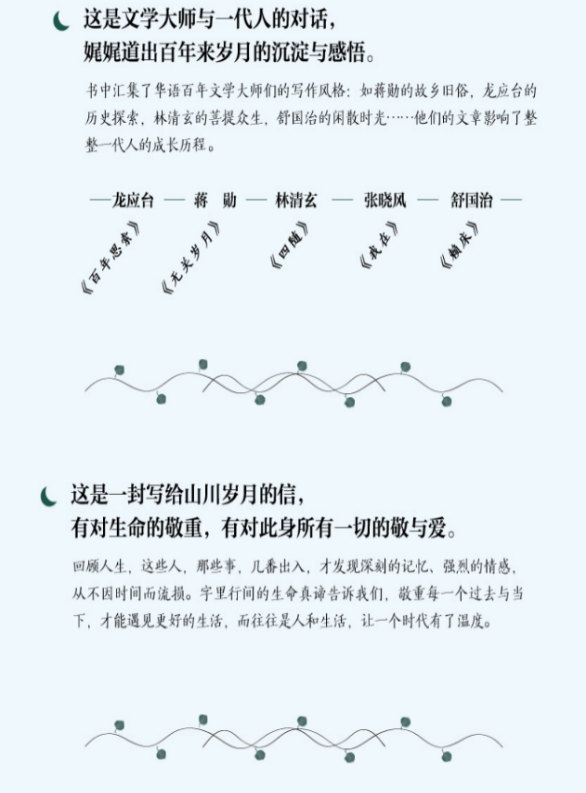 这是文学大师与一代人的对话，
娓娓道出百年来岁月的沉淀与感悟。
书中汇集了华语百年文学大师们的写作风格：如蒋勋的故乡旧俗，龙应台的
历史探索，林清玄的菩提众生，舒国治的闲散时光……他们的文章影响了整
整一代人的成长历程。
—龙应台 — 蒋 勋 — 林清玄 — 张晓风 — 舒国治 —
《百年思索》 《无关岁月》 《四随》 《我在》 《赖床》
这是一封写给山川岁月的信，
有对生命的敬重，有对此身所有一切的敬与爱。
回顾人生，这些人，那些事，几番出入，才发现深刻的记忆、强烈的情感，
从不因时间而流损。字里行间的生命真谛告诉我们，敬重每一个过去与当
下，才能遇见更好的生活，而往往是人和生活，让一个时代有了温度。